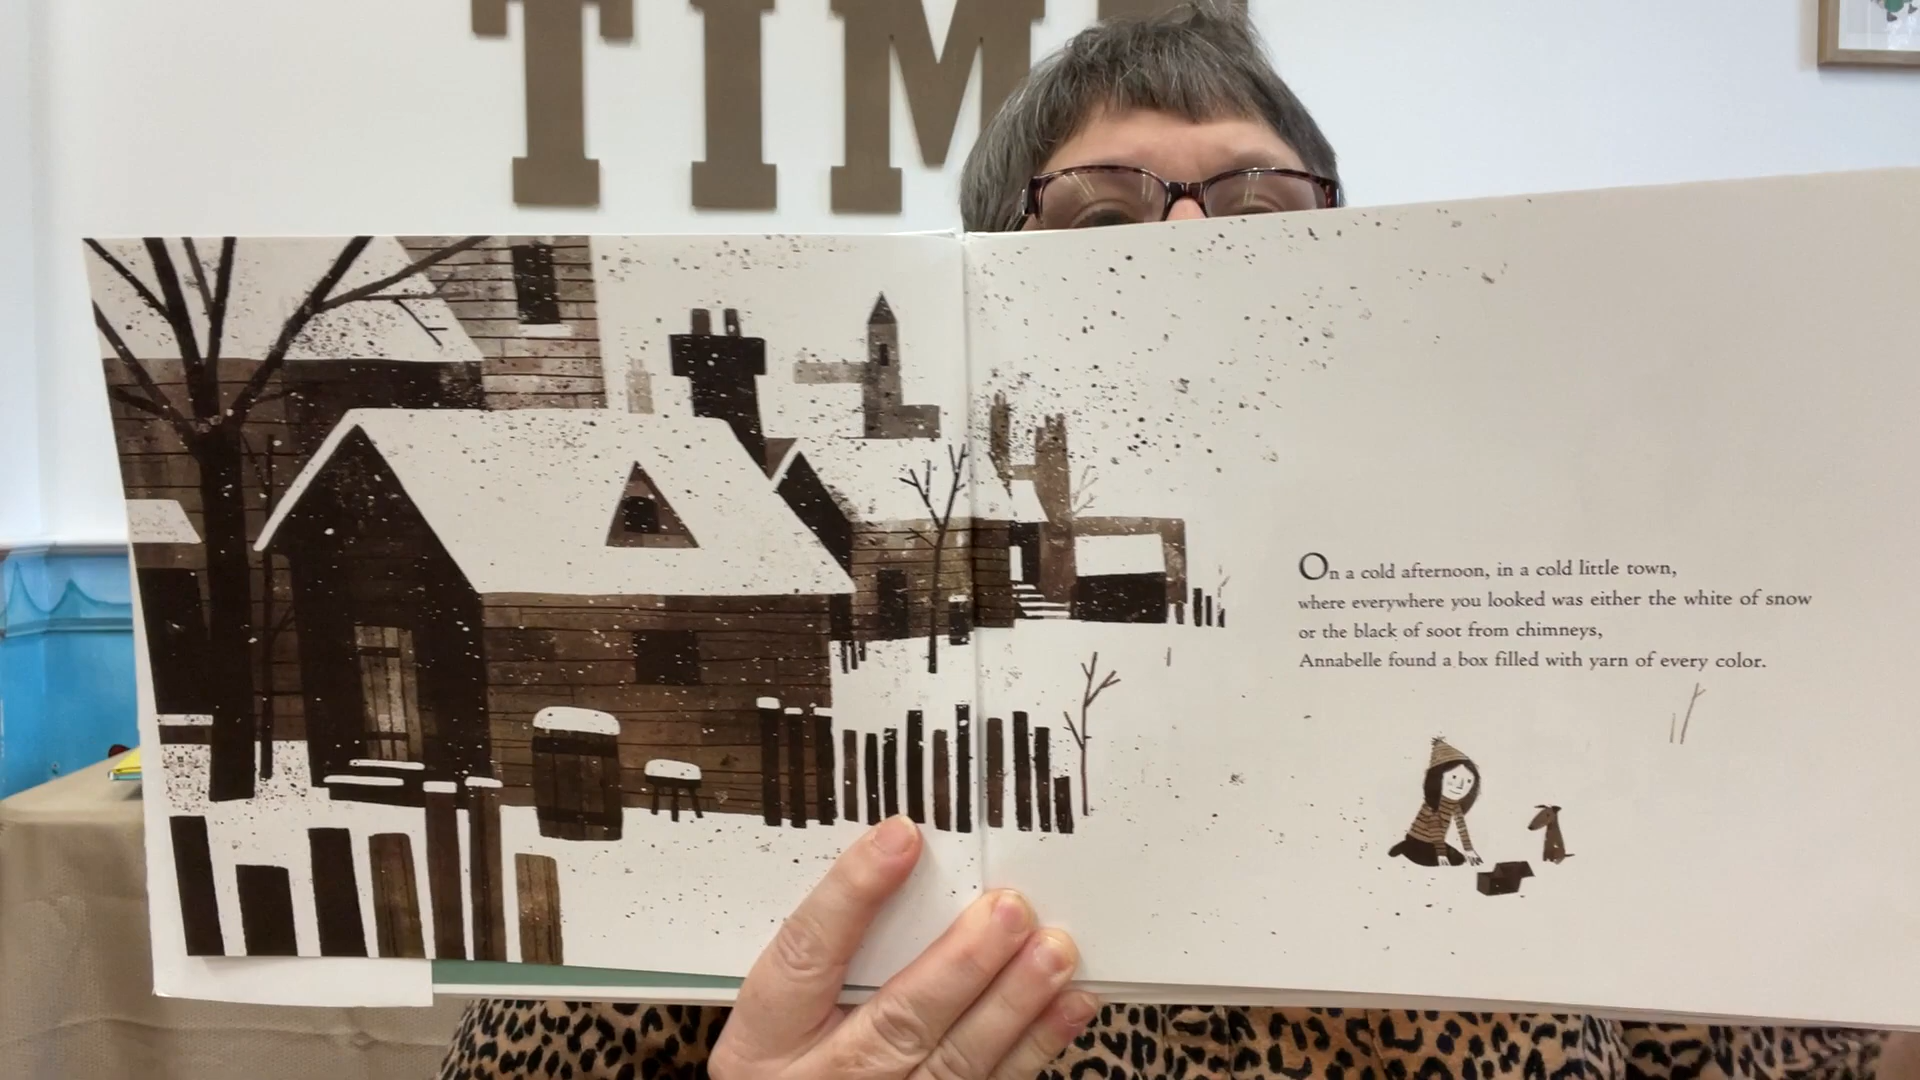 TIM
On a cold afternoon, in a cold little town,
where everywhere you looked was either the white of snow
or the black of soot from chimneys,
Annabelle found a box filled with yarn of every color.